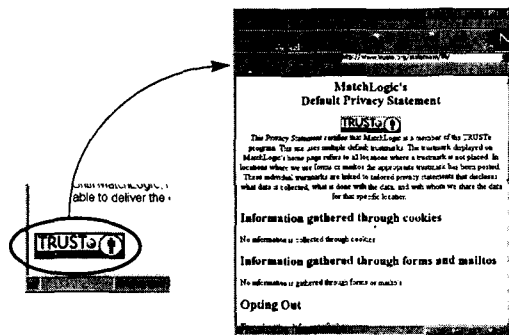 able to deliver the
TRUSTe
MatchLogic's
Default Privacy Statement
TRUSTe
This Privacy Statement certifies that MatchLogic is a member of the TRUSTe
program. This site uses multiple default trustmarks. The trustmark displayed on
MatchLogic's home page refers to all locations where a trustmark is not placed. In
locations where we use forms or mailtos the appropriate trustmark has been posted.
These individual trustmarks are linked to tailored privacy statements that disclose
what data is collected, what is done with the data, and with whom we share the data
for that specific location.
Information gathered through cookies
No information is collected through cookies
Information gathered through forms and mailtos
No information is gathered through forms or mailto's
Opting Out